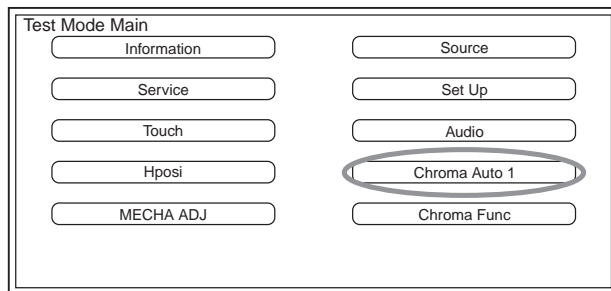 Test Mode Main
Information
Source
Service
Set Up
Touch
Audio
Hposi
Chroma Auto 1
MECHA ADJ
Chroma Func